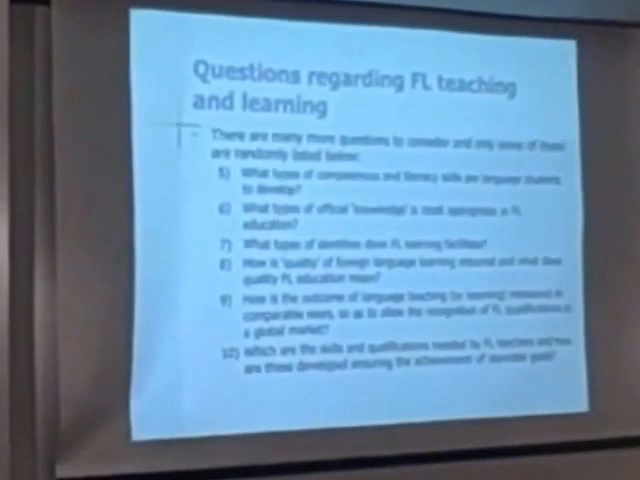 Questions regarding FL teaching
and learning
There are many more questions to consider and only some of them
are randomly listed below:
5) What types of competences and literacy skills are language students
to develop?
6) What types of official 'knowledge' is most appropriate in FL
education?
7) What types of identities does FL learning facilitate?
8) How is 'quality' of foreign language learning ensured and what does
quality FL education mean?
9) How is the outcome of language teaching (or learning) measured in
comparable ways, so as to allow the recognition of FL qualifications in
a global market?
10) Which are the skills and qualifications needed by FL teachers and how
are these developed ensuring the achievement of goals?